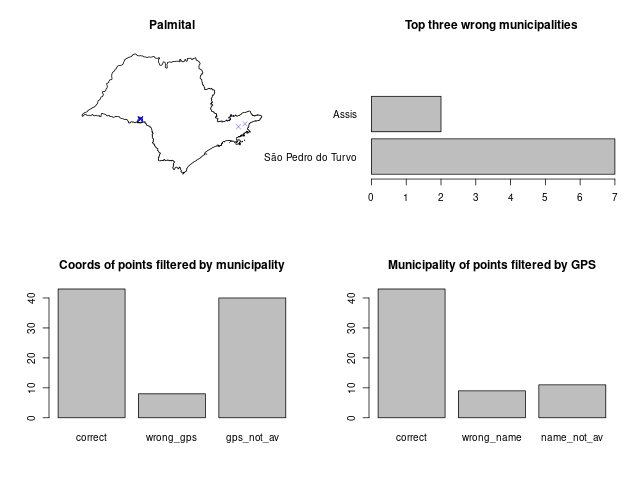 Palmital
Top three wrong municipalities
Assis
São Pedro do Turvo
0 1 2 3 4 5 6 7
Coords of points filtered by municipality
Municipality of points filtered by GPS
0 10 20 30 40
correct wrong_gps gps_not_av
0 10 20 30 40
correct wrong_name name_not_av